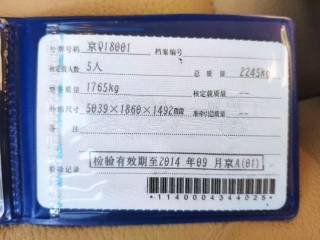 号牌号码 京Q18001 档案编号
核定载人数 5人 总质量 2245kg
整备质量 1765kg 核定载质量 --
外廓尺寸 5039×1860×1492mm 准牵引总质量 --
备注
检验有效期至2014年09月京A(01)
检验记录
*1140004344025*